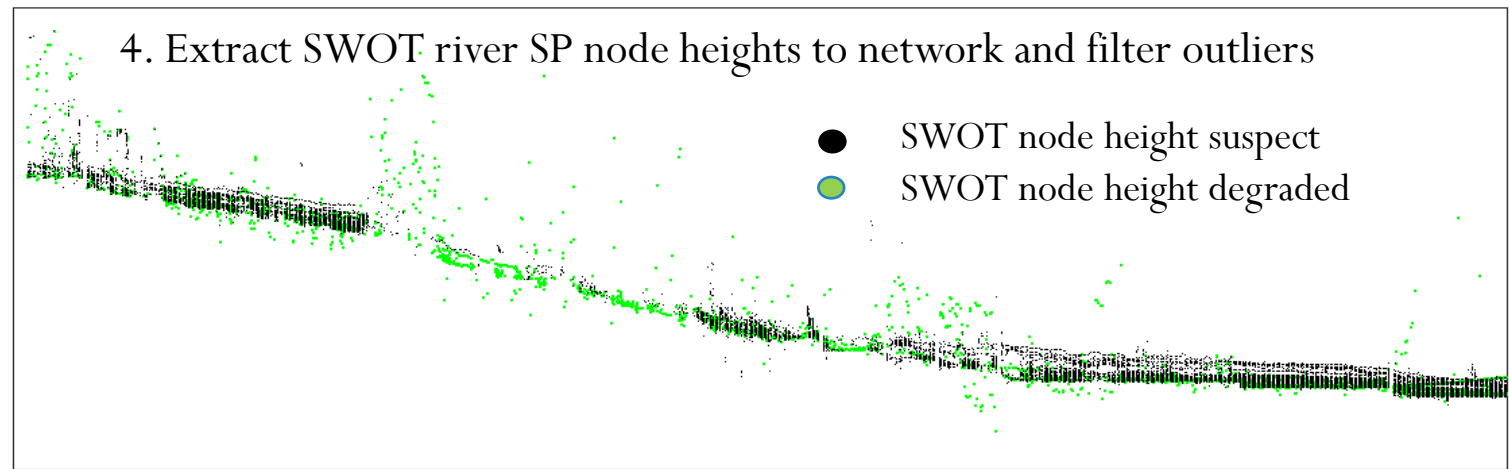 4. Extract SWOT river SP node heights to network and filter outliers
SWOT node height suspect
SWOT node height degraded